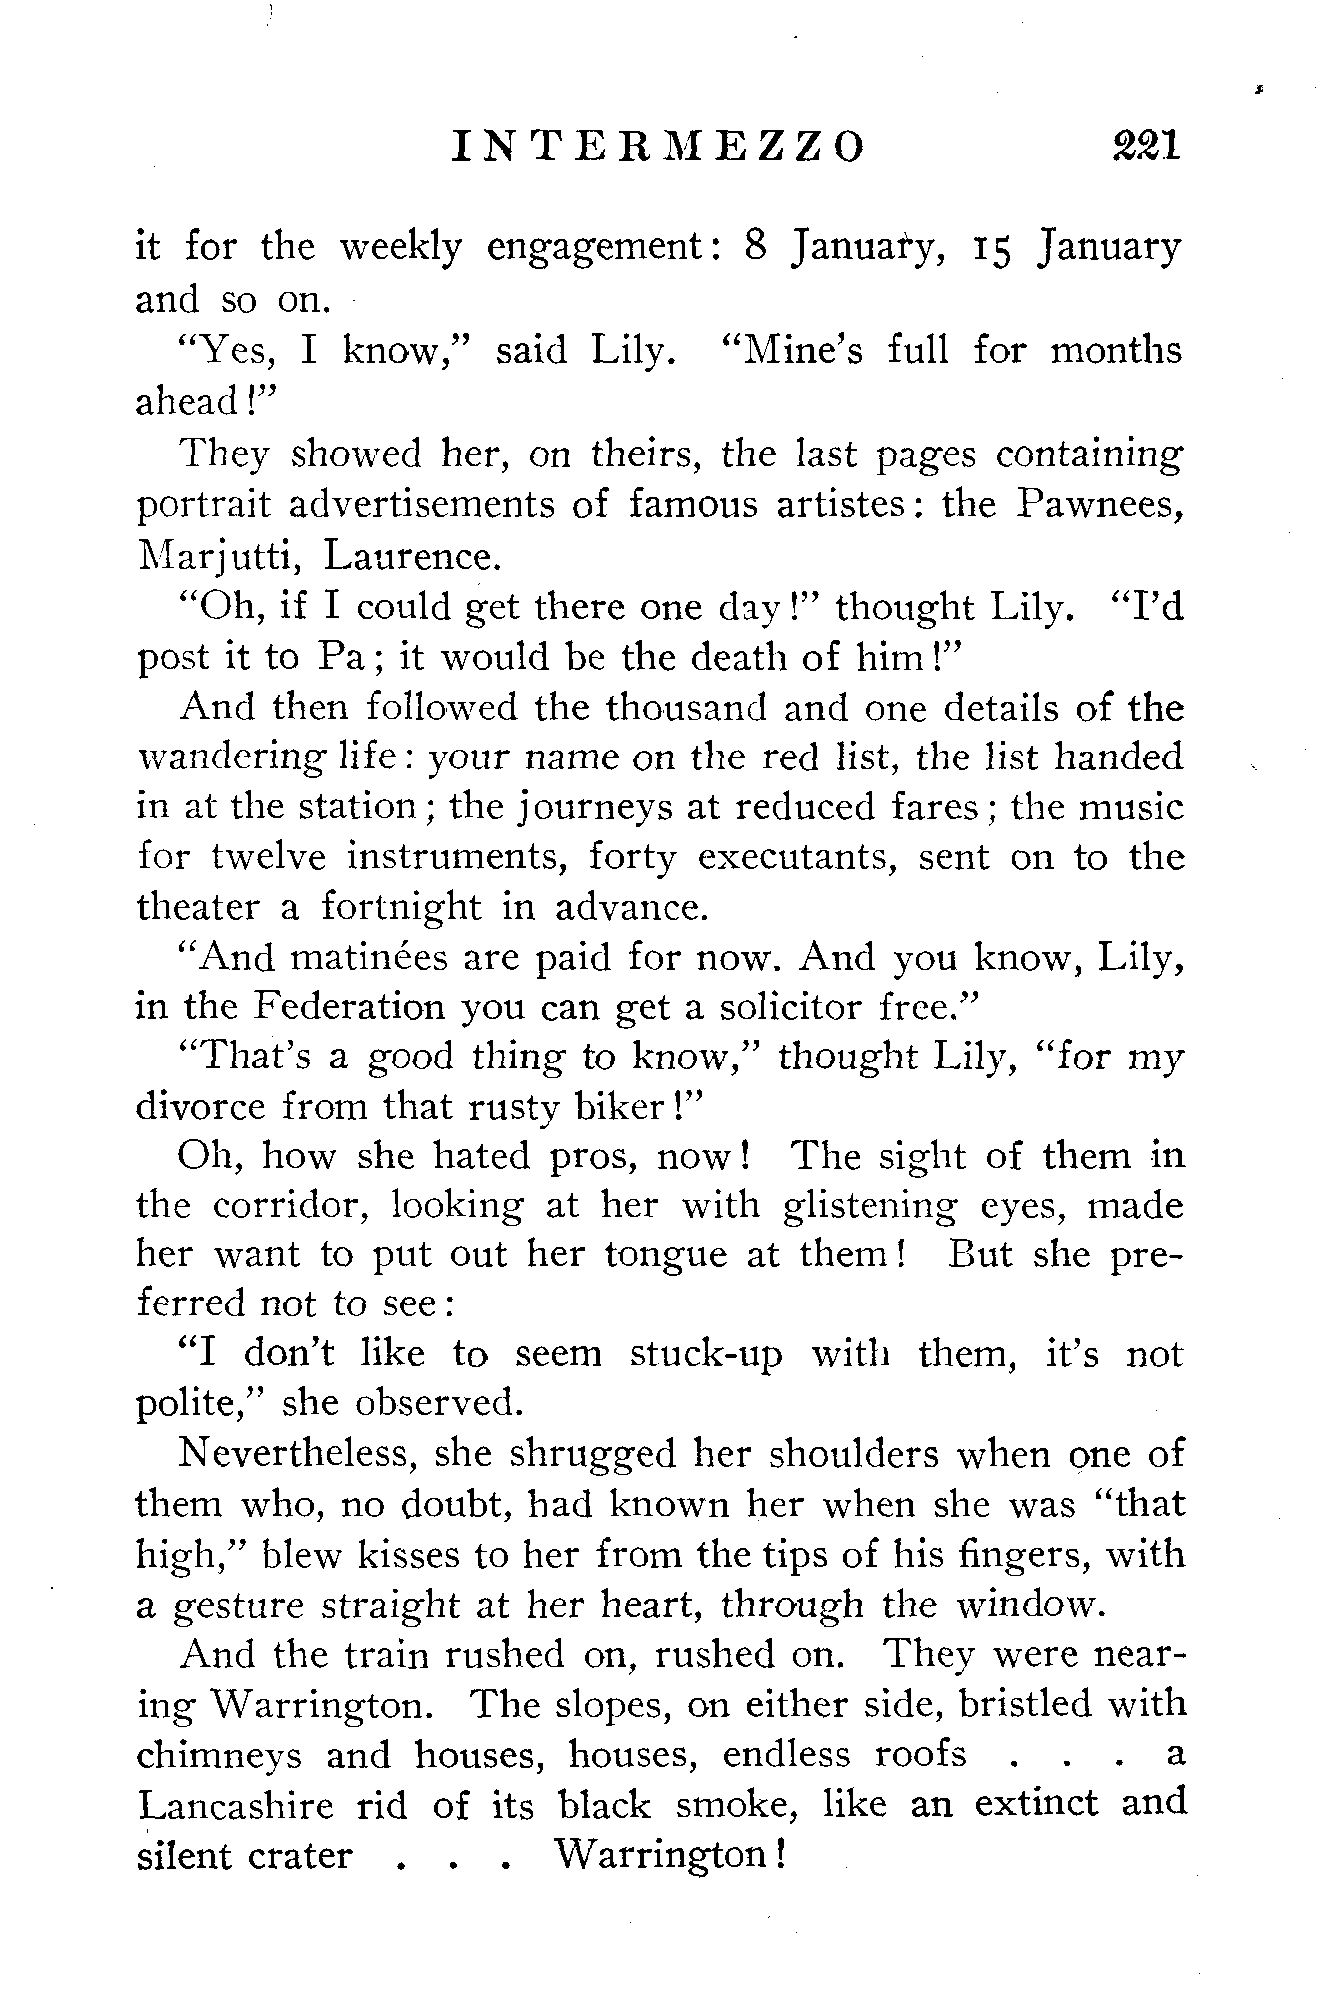 INTERMEZZO 221
it for the weekly engagement: 8 January, 15 January
and so on.
“Yes, I know,” said Lily. “Mine’s full for months
ahead!”
They showed her, on theirs, the last pages containing
portrait advertisements of famous artistes: the Pawnees,
Marjutti, Laurence.
“Oh, if I could get there one day!” thought Lily. “I’d
post it to Pa; it would be the death of him!”
And then followed the thousand and one details of the
wandering life: your name on the red list, the list handed
in at the station; the journeys at reduced fares; the music
for twelve instruments, forty executants, sent on to the
theater a fortnight in advance.
“And matinées are paid for now. And you know, Lily,
in the Federation you can get a solicitor free.”
“That’s a good thing to know,” thought Lily, “for my
divorce from that rusty biker!”
Oh, how she hated pros, now! The sight of them in
the corridor, looking at her with glistening eyes, made
her want to put out her tongue at them! But she pre-
ferred not to see:
“I don’t like to seem stuck-up with them, it’s not
polite,” she observed.
Nevertheless, she shrugged her shoulders when one of
them who, no doubt, had known her when she was “that
high,” blew kisses to her from the tips of his fingers, with
a gesture straight at her heart, through the window.
And the train rushed on, rushed on. They were near-
ing Warrington. The slopes, on either side, bristled with
chimneys and houses, houses, endless roofs . . . a
Lancashire rid of its black smoke, like an extinct and
silent crater . . . Warrington!